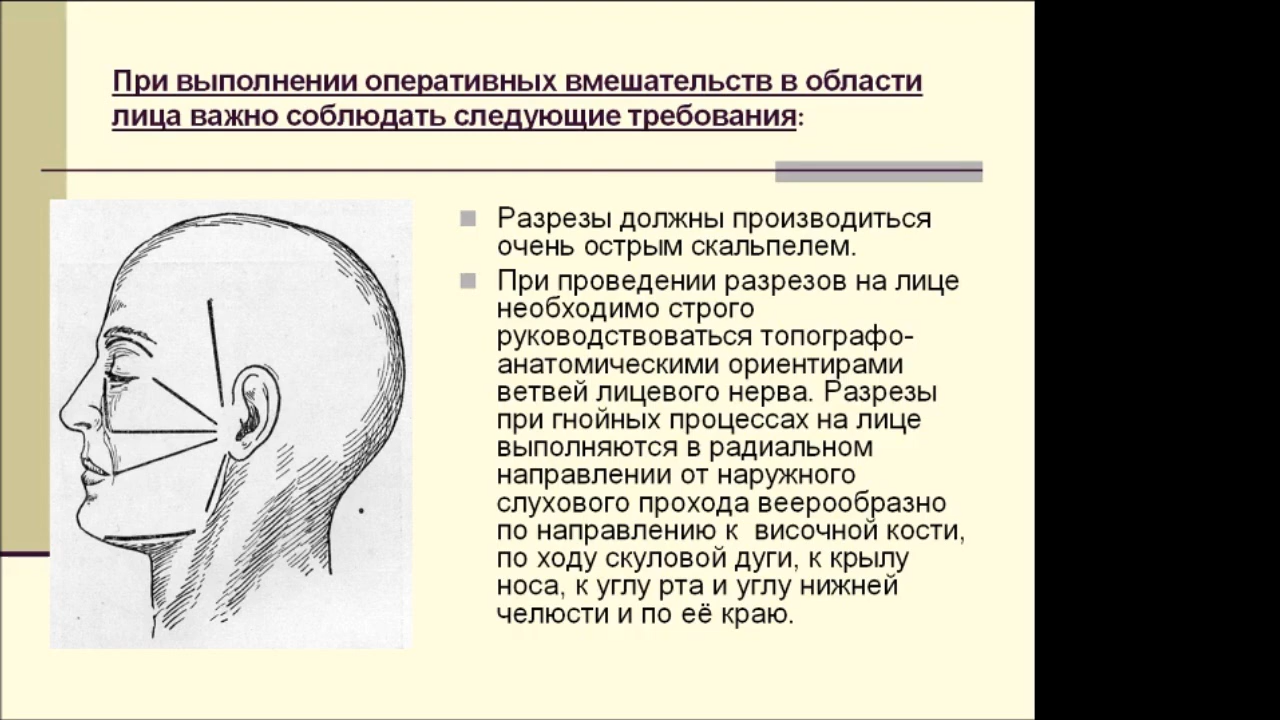 При выполнении оперативных вмешательств в области
лица важно соблюдать следующие требования:
Разрезы должны производиться
очень острым скальпелем.
При проведении разрезов на лице
необходимо строго
руководствоваться топографо-
анатомическими ориентирами
ветвей лицевого нерва. Разрезы
при гнойных процессах на лице
выполняются в радиальном
направлении от наружного
слухового прохода веерообразно
по направлению к височной кости,
по ходу скуловой дуги, к крылу
носа, к углу рта и углу нижней
челюсти и по её краю.